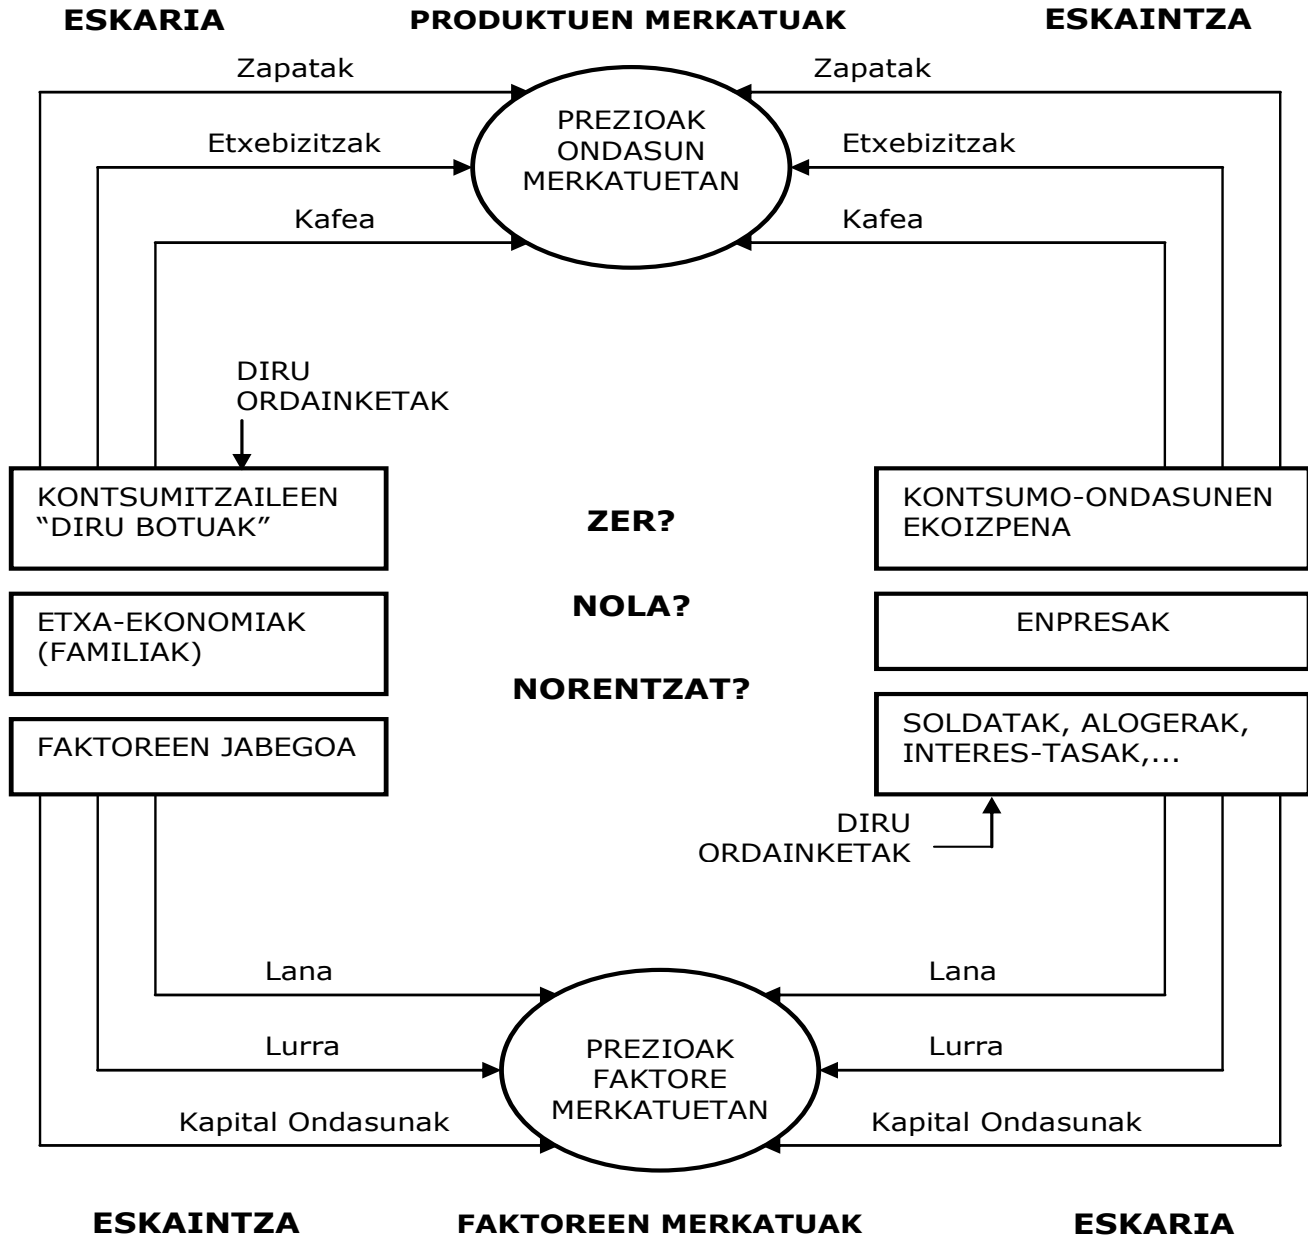 ESKARIA
PRODUKTUEN MERKATUAK
ESKAINTZA
Zapatak
Zapatak
PREZIOAK
ONDASUN
MERKATUETAN
Etxebizitzak
Etxebizitzak
Kafea
Kafea
DIRU
ORDAINKETAK
KONTSUMITZAILEEN
“DIRU BOTUAK”
ZER?
KONTSUMO-ONDASUNEN
EKOIZPENA
ETXA-EKONOMIAK
(FAMILIAK)
NOLA?
ENPRESAK
NORENTZAT?
FAKTOREEN JABEGOA
SOLDATAK, ALOGERAK,
INTERES-TASAK,...
DIRU
ORDAINKETAK
Lana
Lana
Lurra
Lurra
PREZIOAK
FAKTORE
MERKATUETAN
Kapital Ondasunak
Kapital Ondasunak
ESKAINTZA
FAKTOREEN MERKATUAK
ESKARIA